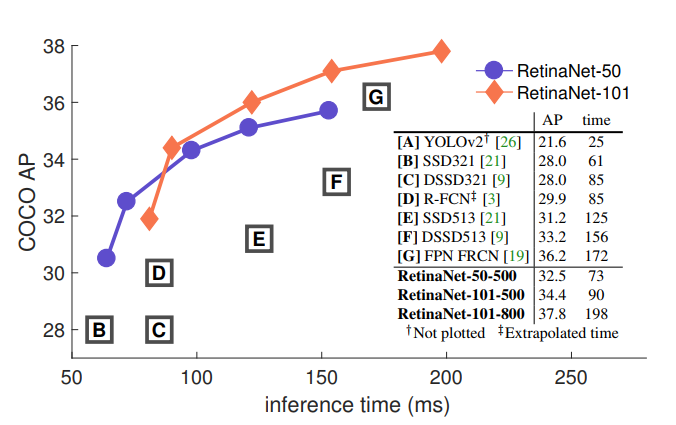 38
36
34
32
30
28
COCO AP
50
100
150
200
250
inference time (ms)
B
C
D
E
F
G
RetinaNet-50
RetinaNet-101
AP time
[A] YOLOv2† [26] 21.6 25
[B] SSD321 [21] 28.0 61
[C] DSSD321 [9] 28.0 85
[D] R-FCN‡ [3] 29.9 85
[E] SSD513 [21] 31.2 125
[F] DSSD513 [9] 33.2 156
[G] FPN FRCN [19] 36.2 172
RetinaNet-50-500 32.5 73
RetinaNet-101-500 34.4 90
RetinaNet-101-800 37.8 198
†Not plotted ‡Extrapolated time